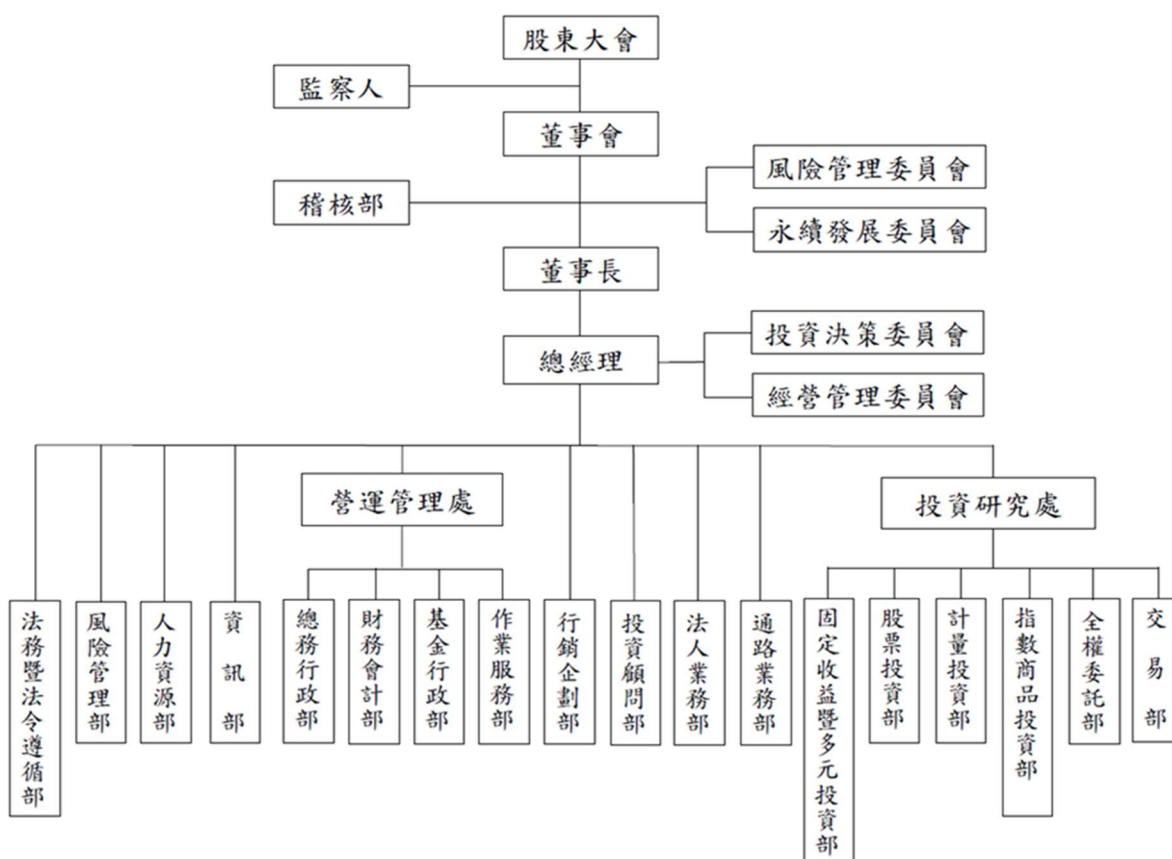 股東大會
監察人
董事會
風險管理委員會
稽核部
永續發展委員會
董事長
投資決策委員會
總經理
經營管理委員會
營運管理處
投資研究處
法務暨法令遵循部
風險管理部
人力資源部
資訊部
總務行政部
財務會計部
基金行政部
作業服務部
行銷企劃部
投資顧問部
法人業務部
通路業務部
固定收益暨多元投資部
股票投資部
計量投資部
指數商品投資部
全權委託部
交易部